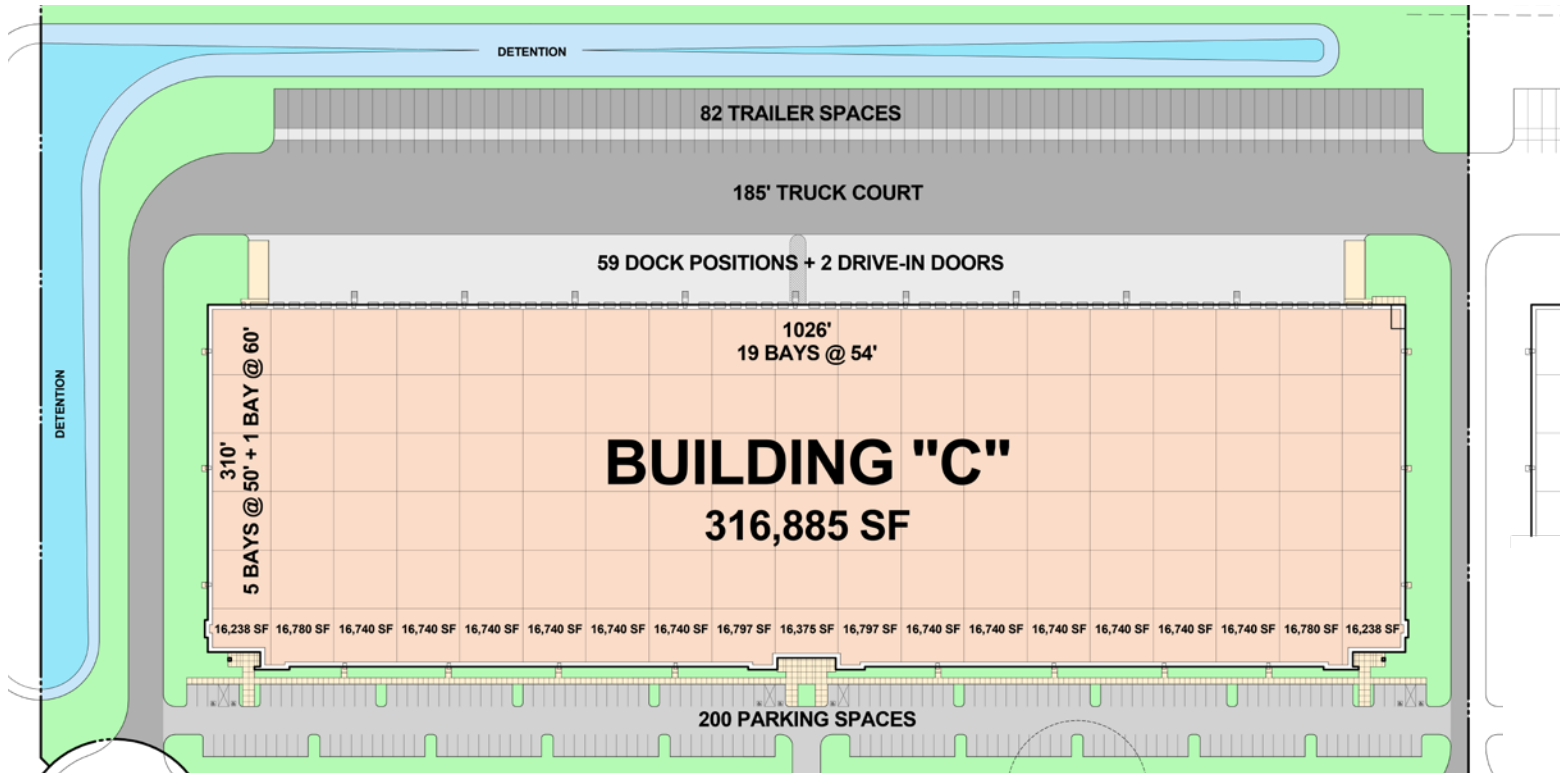 DETENTION
82 TRAILER SPACES
185' TRUCK COURT
59 DOCK POSITIONS + 2 DRIVE-IN DOORS
1026'
19 BAYS @ 54'
310'
5 BAYS @ 50' + 1 BAY @ 60'
DETENTION
BUILDING "C"
316,885 SF
16,238 SF 16,780 SF 16,740 SF 16,740 SF 16,740 SF 16,740 SF 16,740 SF 16,740 SF 16,797 SF 16,375 SF 16,797 SF 16,740 SF 16,740 SF 16,740 SF 16,740 SF 16,740 SF 16,740 SF 16,780 SF 16,238 SF
200 PARKING SPACES